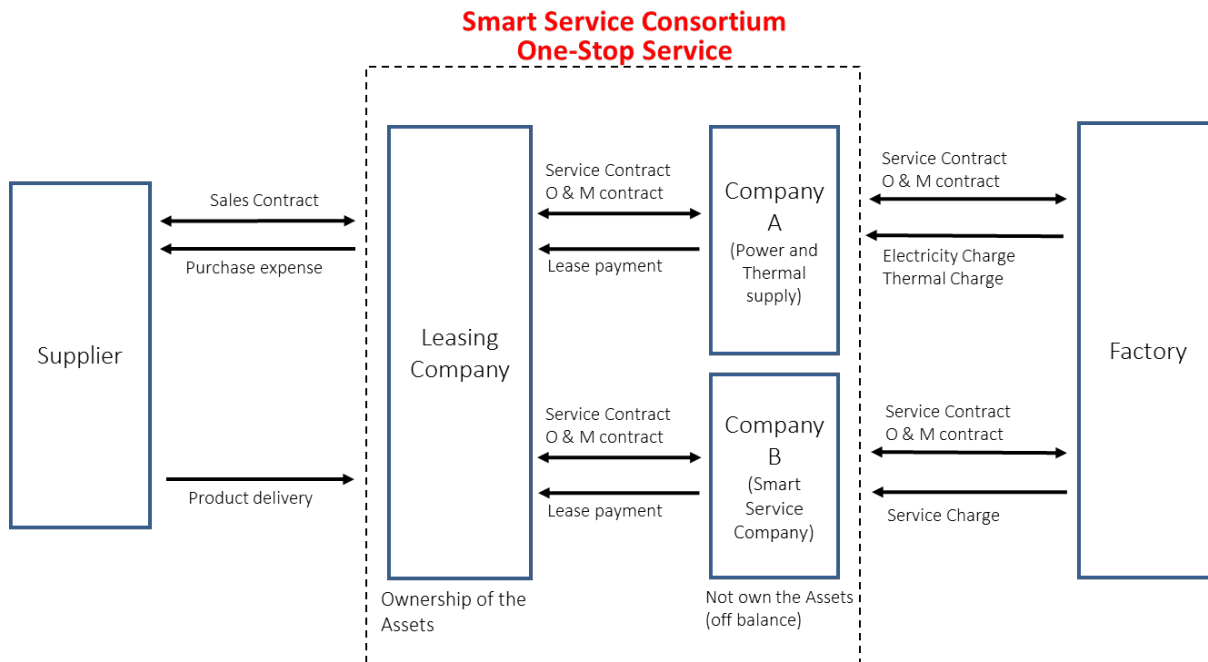 Smart Service Consortium
One-Stop Service
Supplier
Sales Contract
Purchase expense
Product delivery
Leasing
Company
Ownership of the
Assets
Service Contract
O & M contract
Lease payment
Service Contract
O & M contract
Lease payment
Company
A
(Power and
Thermal
supply)
Company
B
(Smart
Service
Company)
Not own the Assets
(off balance)
Service Contract
O & M contract
Electricity Charge
Thermal Charge
Service Contract
O & M contract
Service Charge
Factory